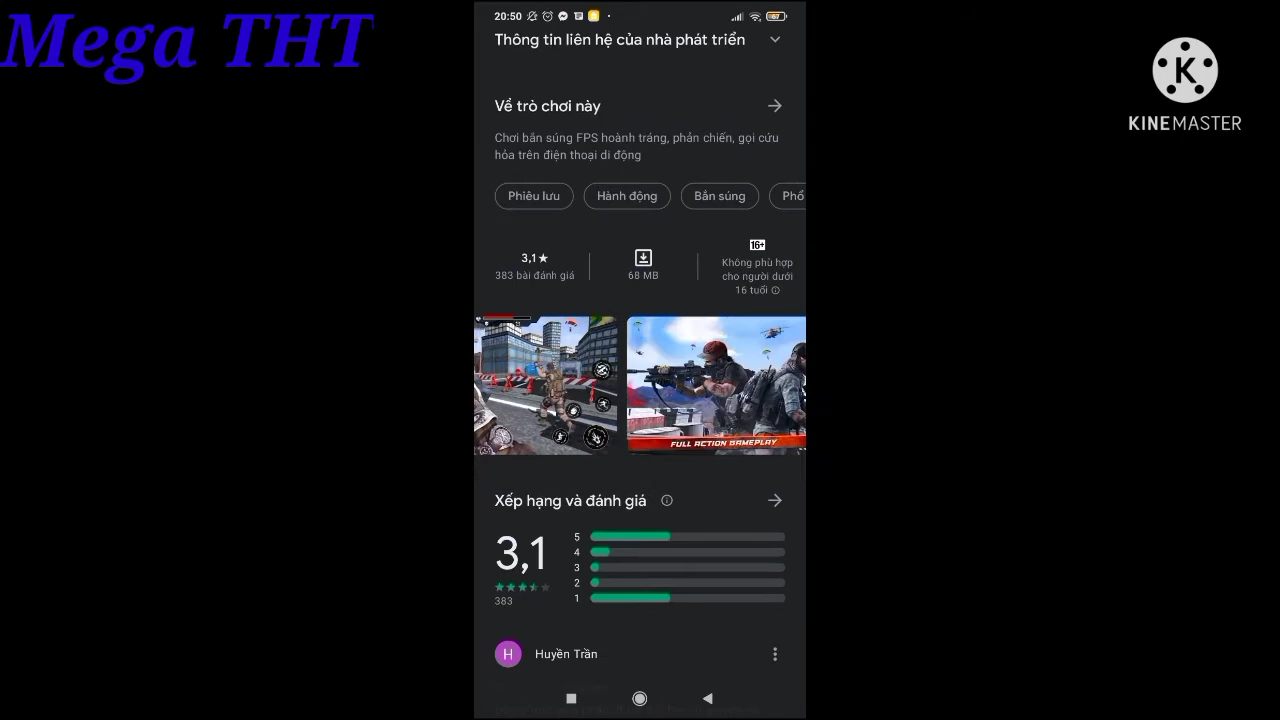 Mega THT
KINEMASTER
20:50
67
Thông tin liên hệ của nhà phát triển
Về trò chơi này
Chơi bắn súng FPS hoành tráng, phản chiến, gọi cứu
hỏa trên điện thoại di động
Phiêu lưu
Hành động
Bắn súng
Phổ
3,1★
383 bài đánh giá
68 MB
16+
Không phù hợp
cho người dưới
16 tuổi
FULL ACTION GAMEPLAY
Xếp hạng và đánh giá
3,1
383
5
4
3
2
1
H
Huyền Trần